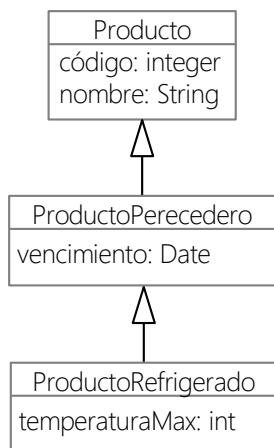 Producto
código: integer
nombre: String
ProductoPerecedero
vencimiento: Date
ProductoRefrigerado
temperaturaMax: int